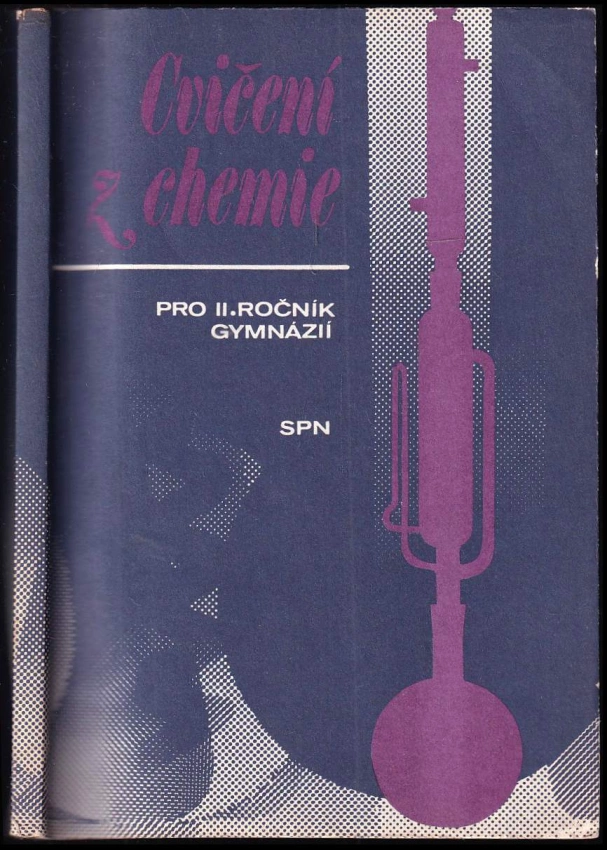 Cvičení
z chemie
PRO II. ROČNÍK
GYMNÁZIÍ
SPN